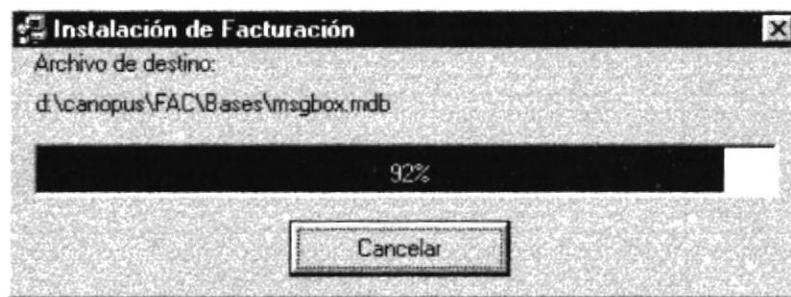 Instalación de Facturación
Archivo de destino:
d:\canopus\FAC\Bases\msgbox.mdb
92%
Cancelar